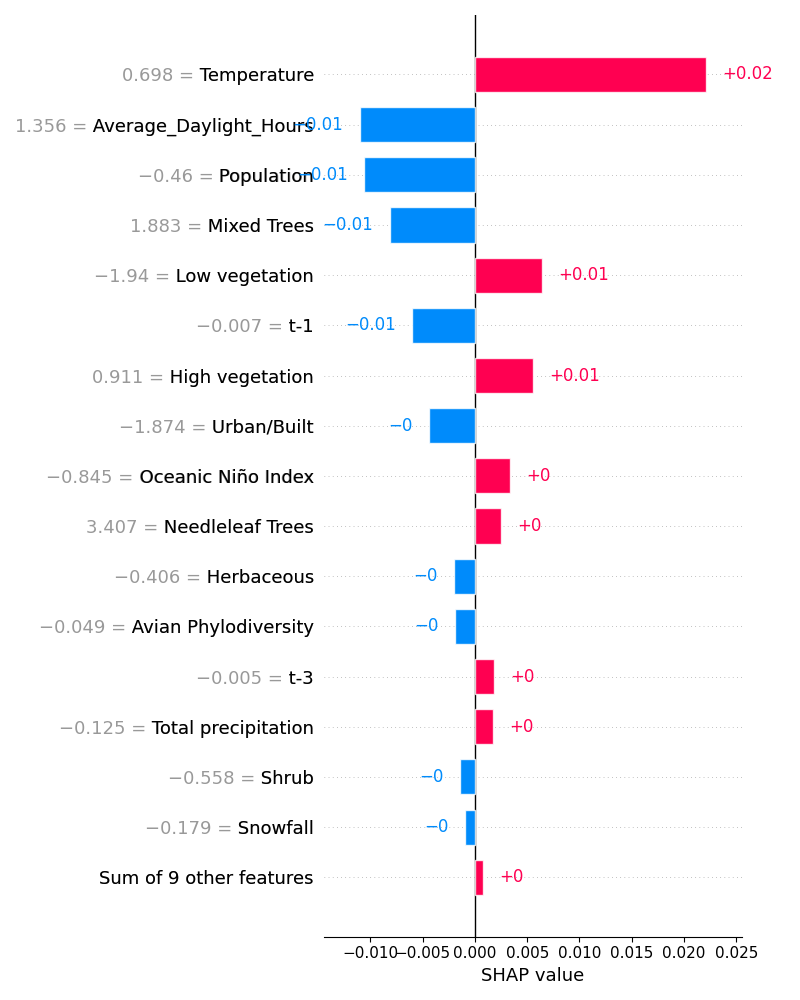 0.698 = Temperature +0.02
1.356 = Average_Daylight_Hours −0.01
−0.46 = Population −0.01
1.883 = Mixed Trees −0.01
−1.94 = Low vegetation +0.01
−0.007 = t-1 −0.01
0.911 = High vegetation +0.01
−1.874 = Urban/Built −0
−0.845 = Oceanic Niño Index +0
3.407 = Needleleaf Trees +0
−0.406 = Herbaceous −0
−0.049 = Avian Phylodiversity −0
−0.005 = t-3 +0
−0.125 = Total precipitation +0
−0.558 = Shrub −0
−0.179 = Snowfall −0
Sum of 9 other features +0
−0.010 −0.005 0.000 0.005 0.010 0.015 0.020 0.025
SHAP value